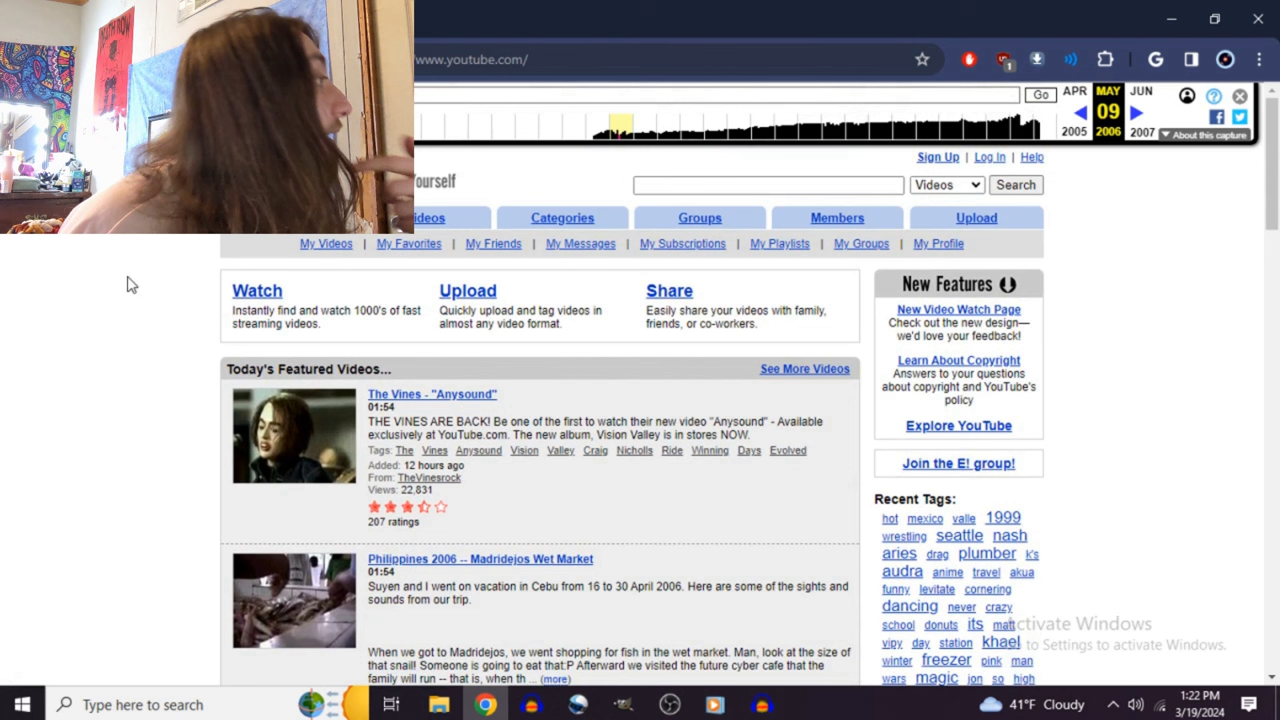 www.youtube.com/
1
Go
APR MAY JUN
09
2005 2006 2007
About this capture
Sign Up | Log In | Help
Videos Search
Categories Groups Members Upload
My Videos | My Favorites | My Friends | My Messages | My Subscriptions | My Playlists | My Groups | My Profile
Watch
Instantly find and watch 1000's of fast
streaming videos.
Upload
Quickly upload and tag videos in
almost any video format.
Share
Easily share your videos with family,
friends, or co-workers.
New Features
New Video Watch Page
Check out the new design—
we'd love your feedback!
Learn About Copyright
Answers to your questions
about copyright and YouTube's
policy
Explore YouTube
Join the E! group!
Today's Featured Videos...
See More Videos
The Vines - "Anysound"
01:54
THE VINES ARE BACK! Be one of the first to watch their new video "Anysound" - Available
exclusively at YouTube.com. The new album, Vision Valley is in stores NOW.
Tags: The Vines Anysound Vision Valley Craig Nicholls Ride Winning Days Evolved
Added: 12 hours ago
From: TheVinesrock
Views: 22,831
207 ratings
Philippines 2006 -- Madridejos Wet Market
01:54
Suyen and I went on vacation in Cebu from 16 to 30 April 2006. Here are some of the sights and
sounds from our trip.
When we got to Madridejos, we went shopping for fish in the wet market. Man, look at the size of
that snail! Someone is going to eat that:P Afterward we visited the future cyber cafe that the
family will run -- that is, when th ... (more)
Recent Tags:
hot mexico valle 1999
wrestling seattle nash
aries drag plumber k's
audra anime travel akua
funny levitate cornering
dancing never crazy
school donuts its matt
vipy day station khael
winter freezer pink man
wars magic jon so high
Activate Windows
to Settings to activate Windows.
Type here to search
41°F Cloudy
1:22 PM
3/19/2024